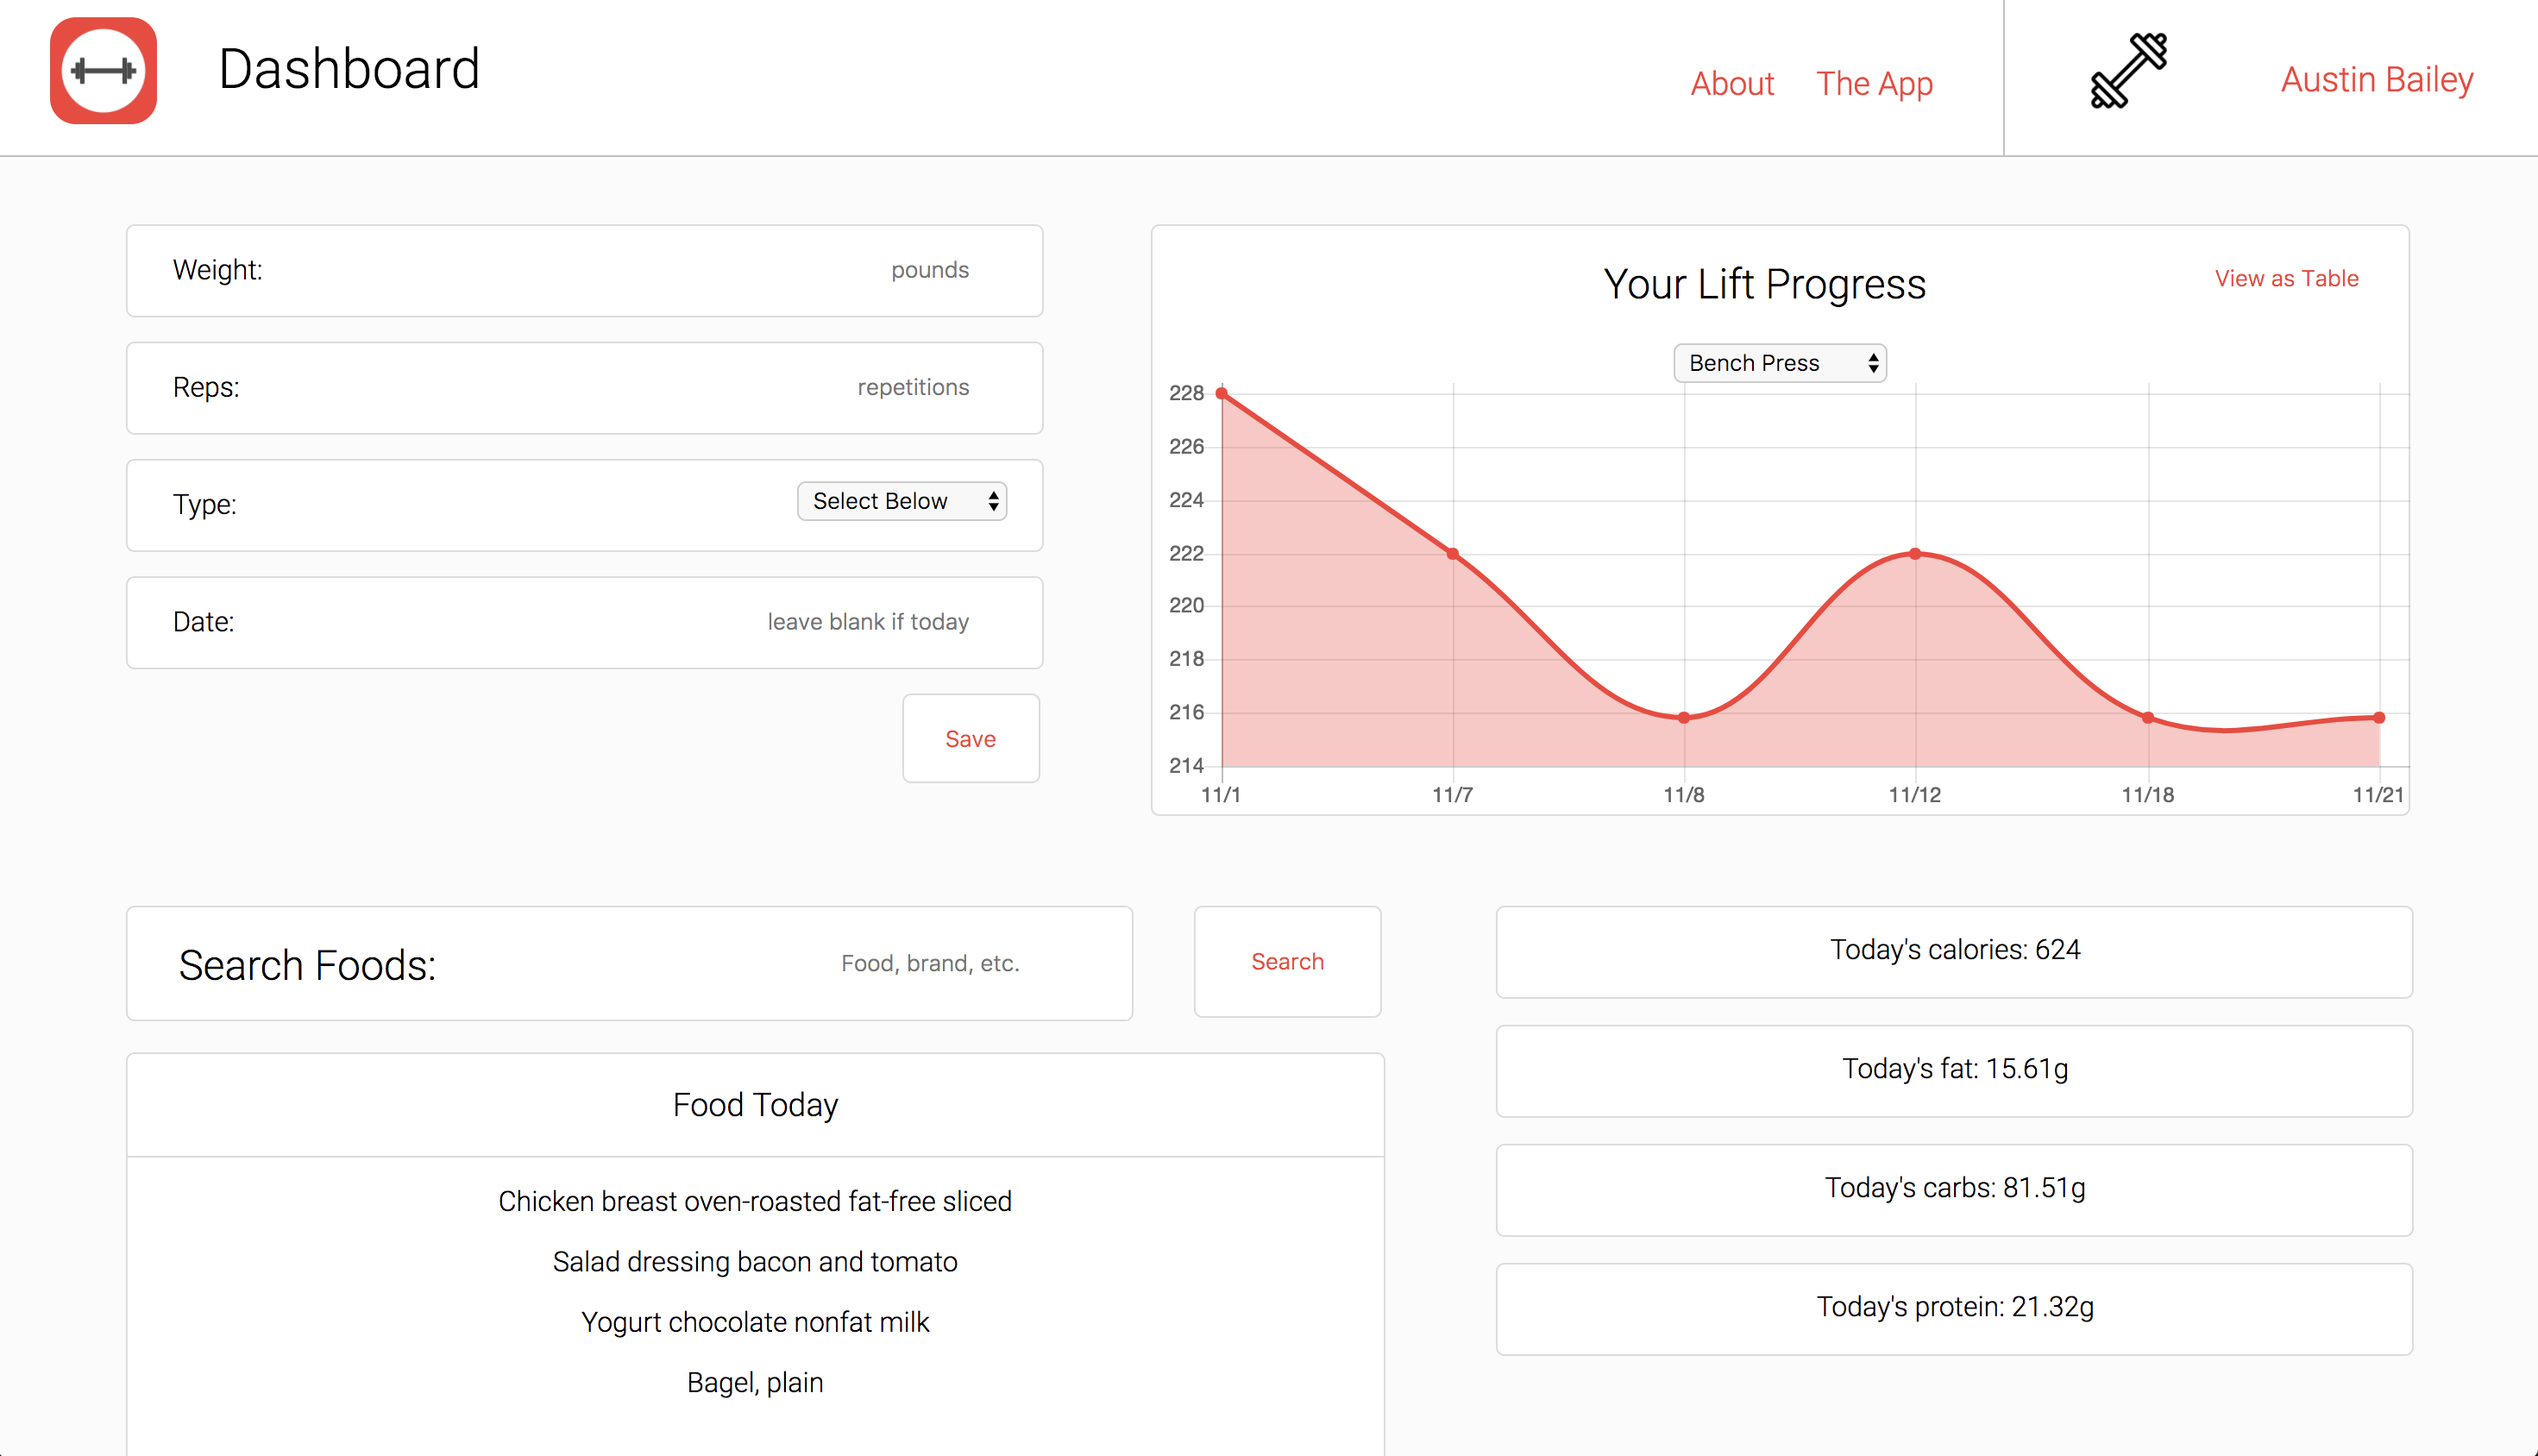 Dashboard
About
The App
Austin Bailey
Weight:
pounds
Reps:
repetitions
Type:
Select Below
Date:
leave blank if today
Save
Your Lift Progress
View as Table
Bench Press
228
226
224
222
220
218
216
214
11/1
11/7
11/8
11/12
11/18
11/21
Search Foods:
Food, brand, etc.
Search
Food Today
Chicken breast oven-roasted fat-free sliced
Salad dressing bacon and tomato
Yogurt chocolate nonfat milk
Bagel, plain
Today's calories: 624
Today's fat: 15.61g
Today's carbs: 81.51g
Today's protein: 21.32g